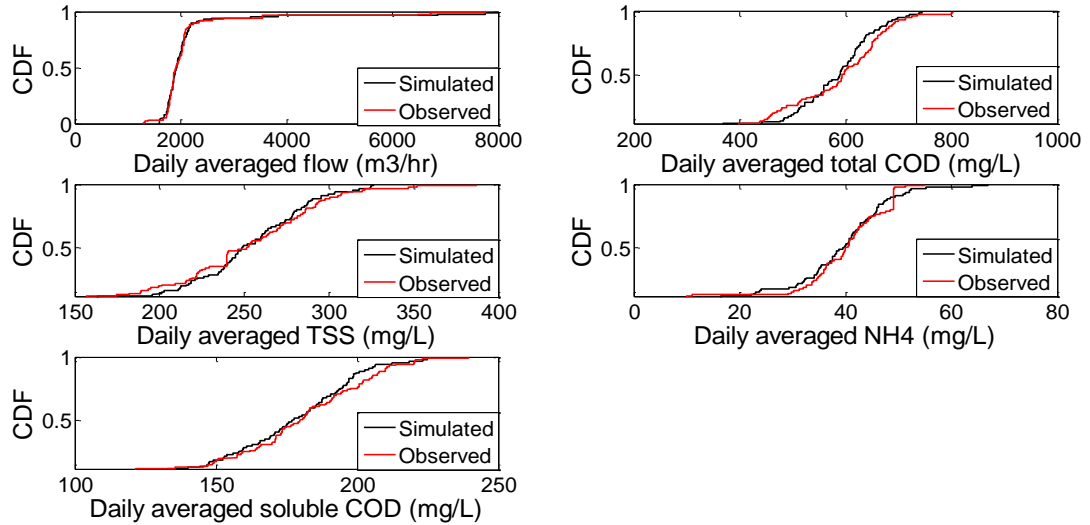 1
0.5
0
CDF
Simulated
Observed
0 2000 4000 6000 8000
Daily averaged flow (m3/hr)
1
0.5
CDF
Simulated
Observed
200 400 600 800 1000
Daily averaged total COD (mg/L)
1
0.5
CDF
Simulated
Observed
150 200 250 300 350 400
Daily averaged TSS (mg/L)
1
0.5
CDF
Simulated
Observed
0 20 40 60 80
Daily averaged NH4 (mg/L)
1
0.5
CDF
Simulated
Observed
100 150 200 250
Daily averaged soluble COD (mg/L)